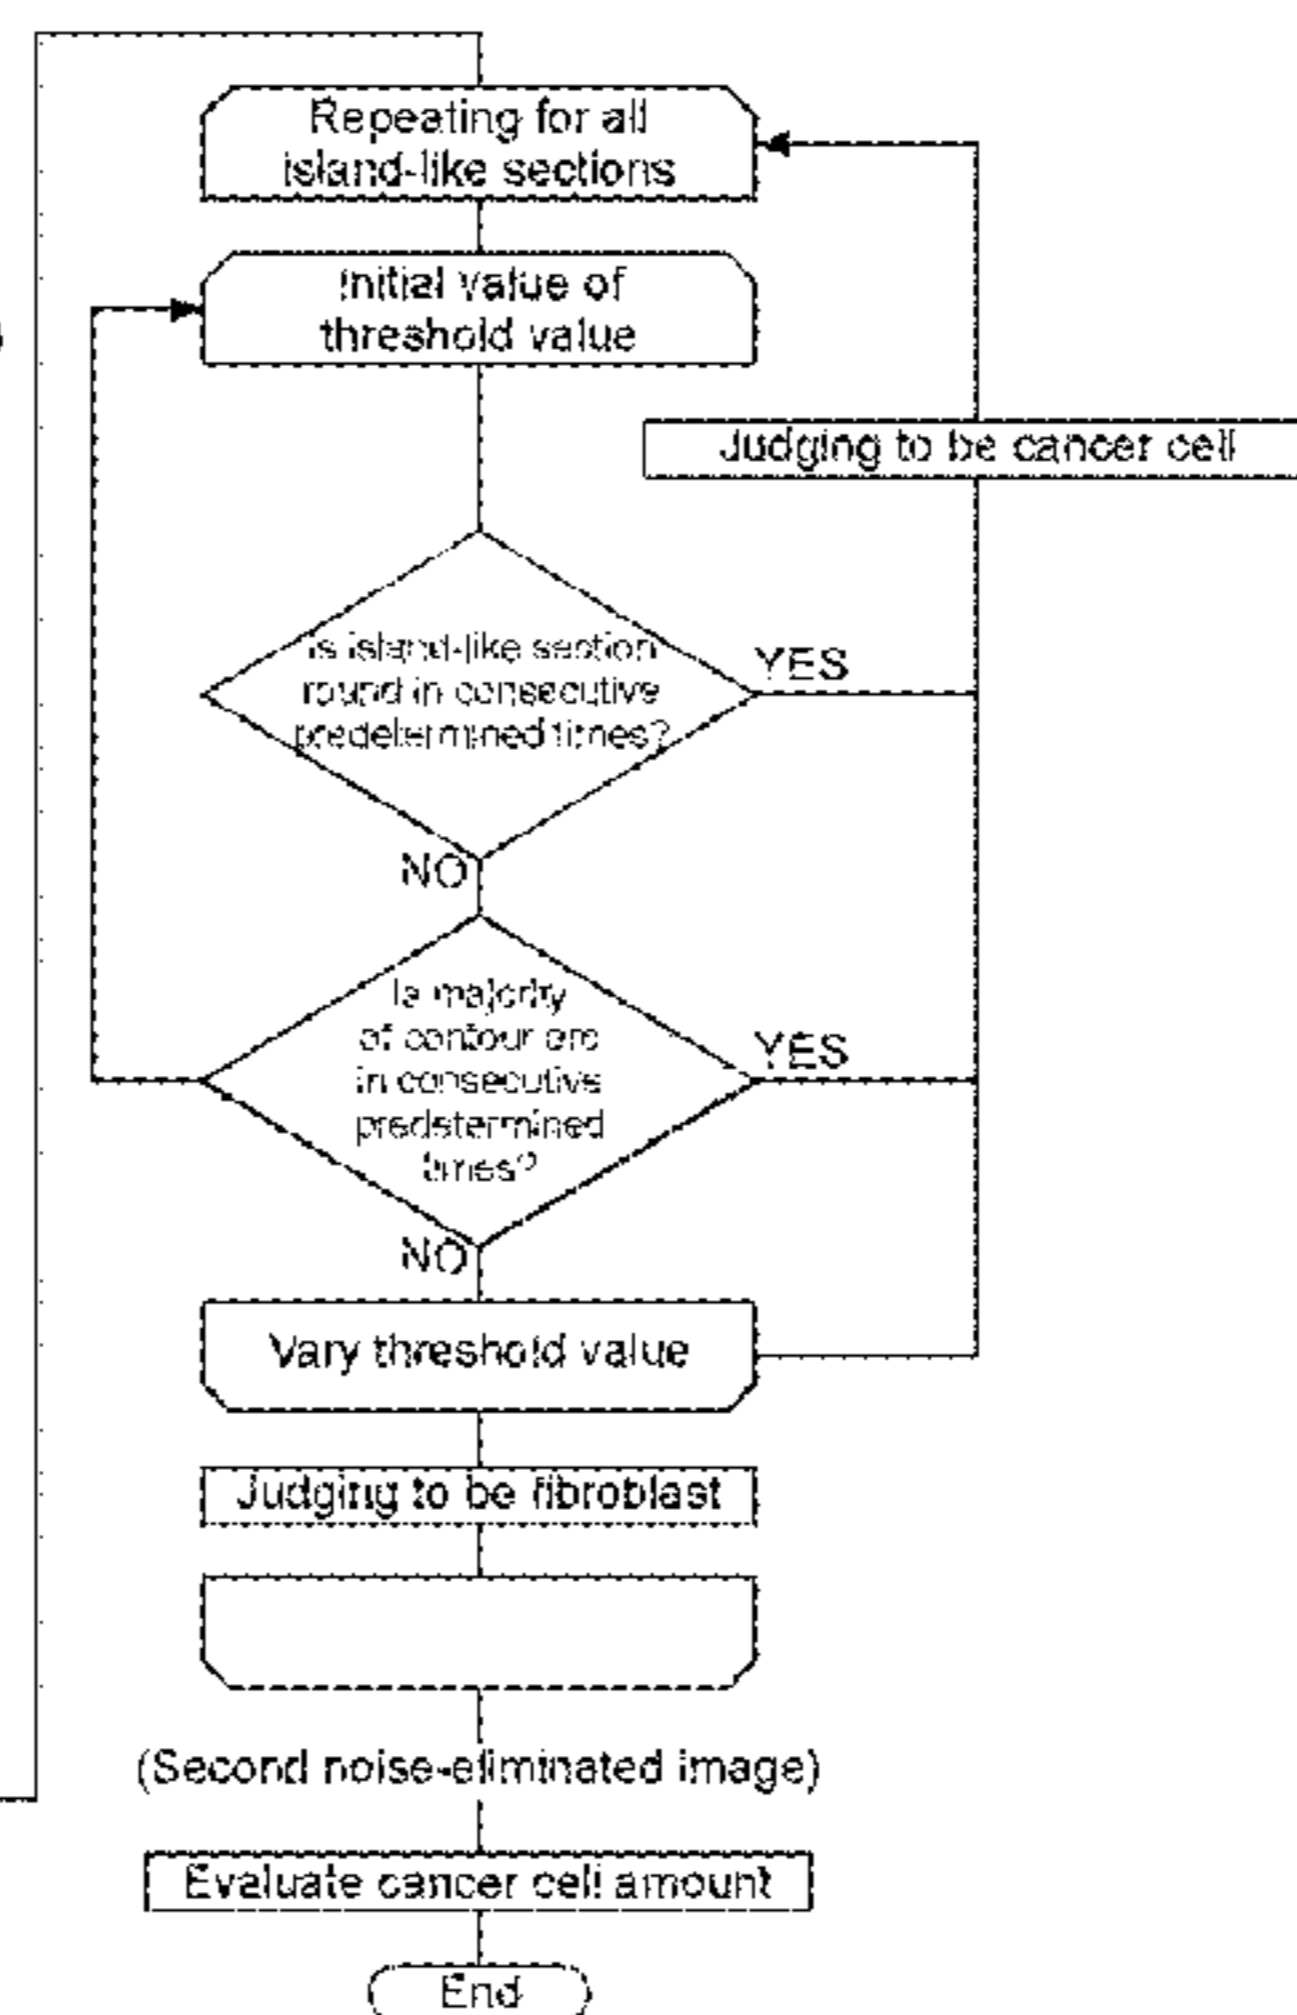 Repeating for all
island-like sections
Initial value of
threshold value
Judging to be cancer cell
Is island-like section
round in consecutive
predetermined times?
YES
NO
Is majority
of contour arc
in consecutive
predetermined
times?
YES
NO
Vary threshold value
Judging to be fibroblast
(Second noise-eliminated image)
Evaluate cancer cell amount
End